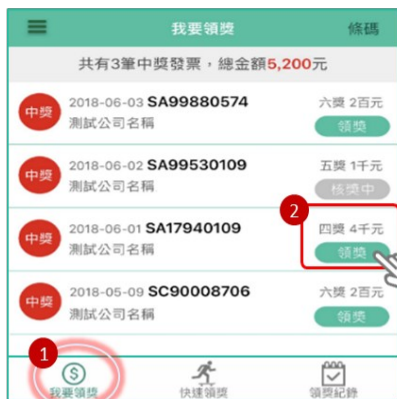 我要領獎 條碼
共有3筆中獎發票，總金額5,200元
中獎 2018-06-03 SA99880574 六獎 2百元
測試公司名稱 領獎
中獎 2018-06-02 SA99530109 五獎 1千元
測試公司名稱 核獎中
2
中獎 2018-06-01 SA17940109 四獎 4千元
測試公司名稱 領獎
中獎 2018-05-09 SC90008706 六獎 2百元
測試公司名稱 領獎
1
我要領獎 快速領獎 領獎紀錄